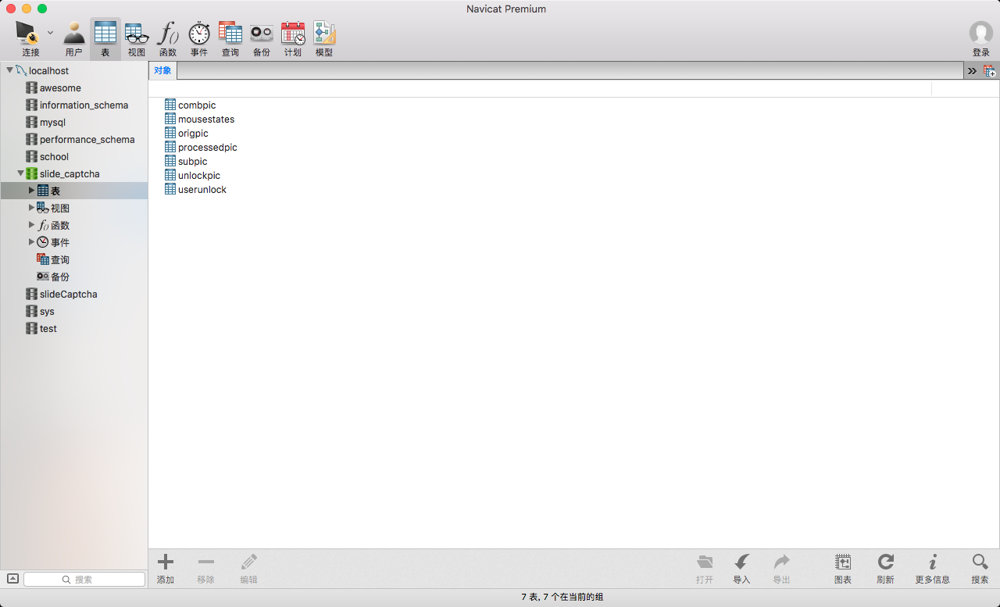 Navicat Premium
连接 用户 表 视图 函数 事件 查询 备份 计划 模型 登录
localhost
awesome
information_schema
mysql
performance_schema
school
slide_captcha
表
视图
函数
事件
查询
备份
slideCaptcha
sys
test
搜索
对象
combpic
mousestates
origpic
processedpic
subpic
unlockpic
userunlock
添加 移除 编辑 打开 导入 导出 图表 刷新 更多信息 搜索
7 表, 7 个在当前的组